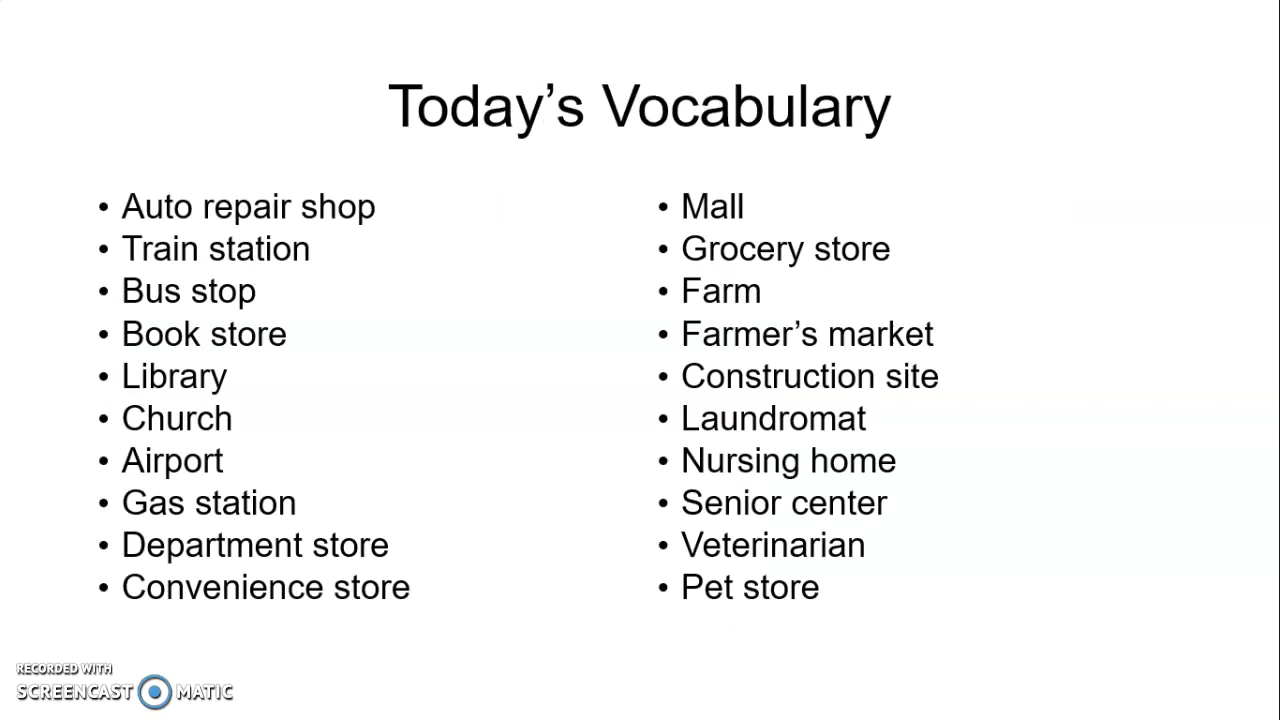 Today’s Vocabulary
• Auto repair shop
• Train station
• Bus stop
• Book store
• Library
• Church
• Airport
• Gas station
• Department store
• Convenience store
• Mall
• Grocery store
• Farm
• Farmer’s market
• Construction site
• Laundromat
• Nursing home
• Senior center
• Veterinarian
• Pet store
RECORDED WITH
SCREENCAST MATIC